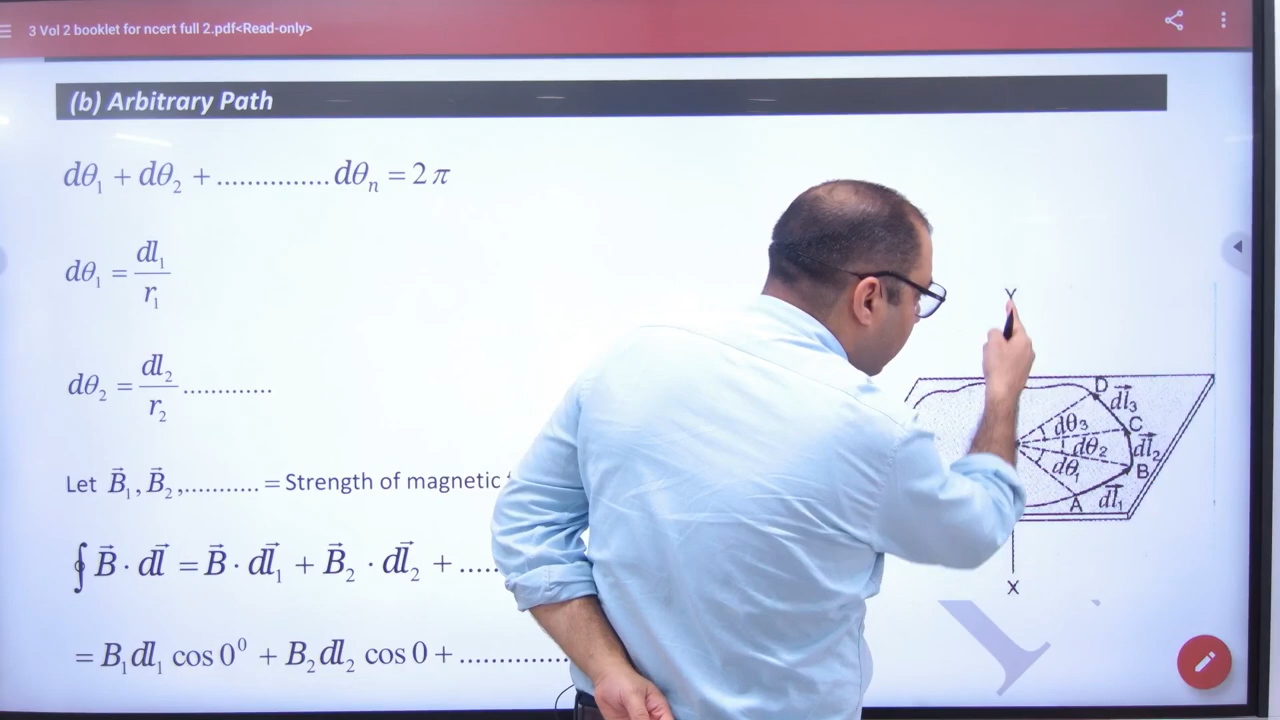 3 Vol 2 booklet for ncert full 2.pdf<Read-only>
(b) Arbitrary Path
dθ₁ + dθ₂ + ............... dθₙ = 2π
dθ₁ = dl₁/r₁
dθ₂ = dl₂/r₂ .............
Let B⃗₁, B⃗₂,........... = Strength of magnetic
∮ B⃗ · dl⃗ = B⃗ · dl⃗₁ + B⃗₂ · dl⃗₂ + .....
= B₁dl₁ cos 0⁰ + B₂dl₂ cos 0 + ...............
Y
D
dl⃗₃
dθ₃
C
dθ₂
dl⃗₂
dθ₁
B
A
dl⃗₁
X